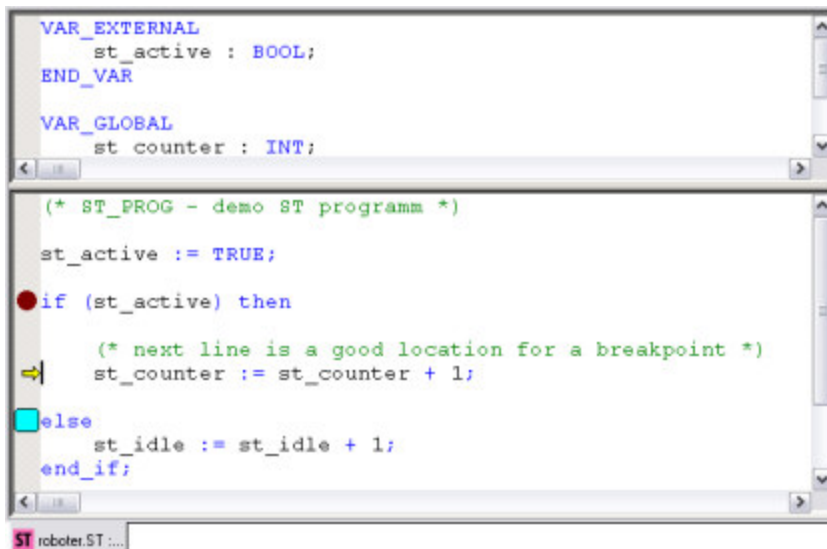 VAR_EXTERNAL
st_active : BOOL;
END_VAR
VAR_GLOBAL
st counter : INT;
(* ST_PROG - demo ST programm *)
st_active := TRUE;
if (st_active) then
(* next line is a good location for a breakpoint *)
st_counter := st_counter + 1;
else
st_idle := st_idle + 1;
end_if;
ST roboter.ST :...